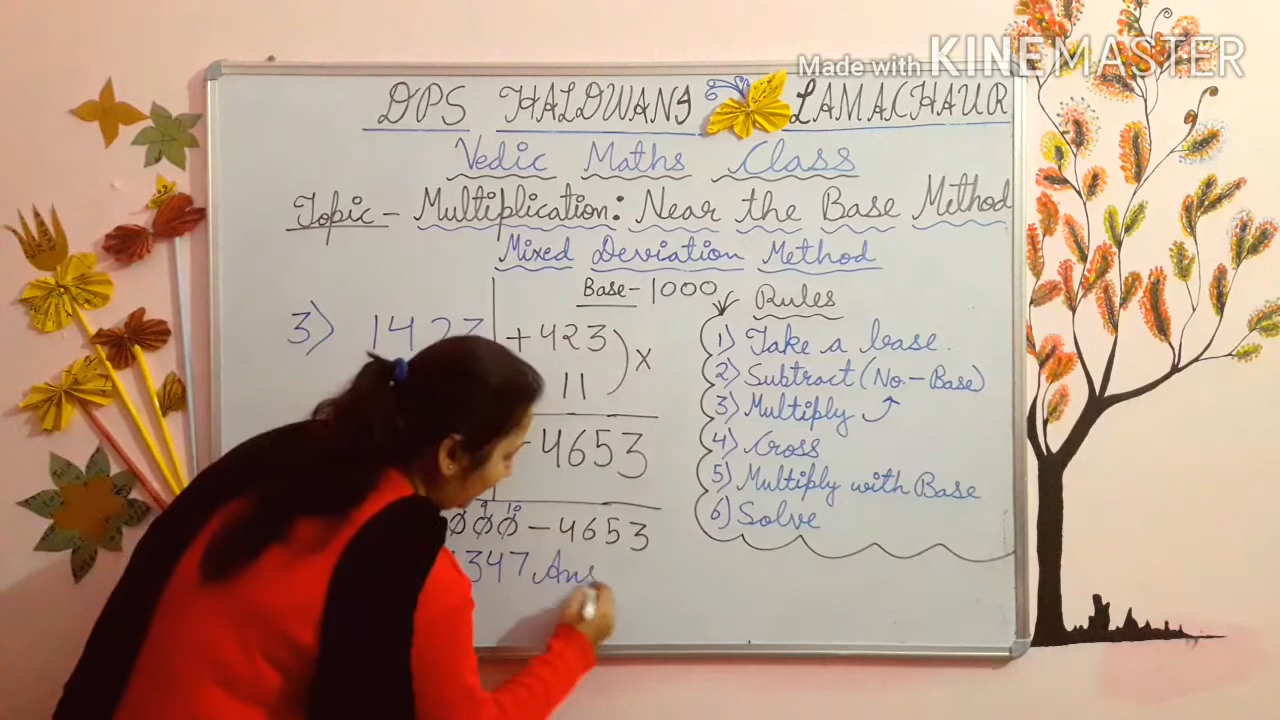 Made with KINEMASTER
DPS HALDWANI LAMACHAUR
Vedic Maths Class
Topic - Multiplication: Near the Base Method
Mixed Deviation Method
Base - 1000
3) 1423 + 423
11 ) x
- 4653
000 - 4653
347 Ans
Rules
1) Take a base.
2) Subtract (No. - Base)
3) Multiply
4) Cross
5) Multiply with Base
6) Solve